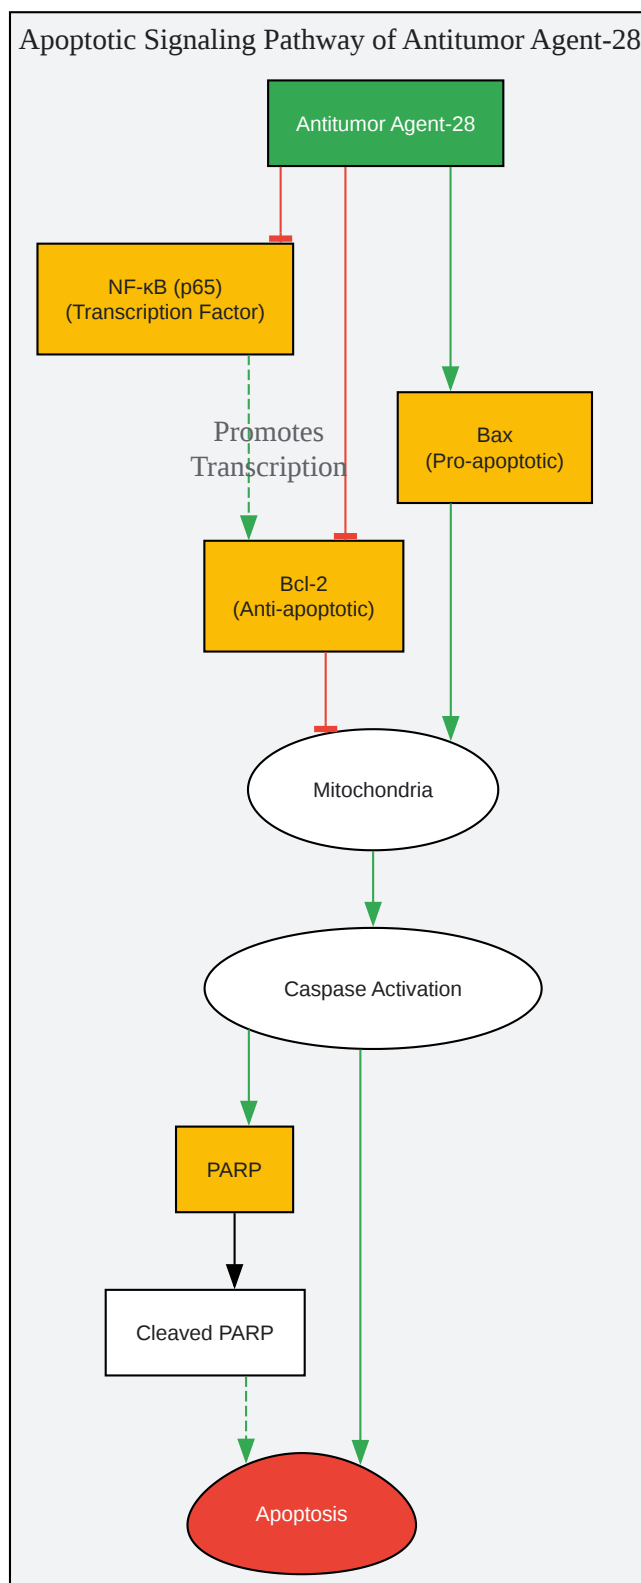 Apoptotic Signaling Pathway of Antitumor Agent-28
Antitumor Agent-28
NF-κB (p65)
(Transcription Factor)
Promotes
Transcription
Bax
(Pro-apoptotic)
Bcl-2
(Anti-apoptotic)
Mitochondria
Caspase Activation
PARP
Cleaved PARP
Apoptosis